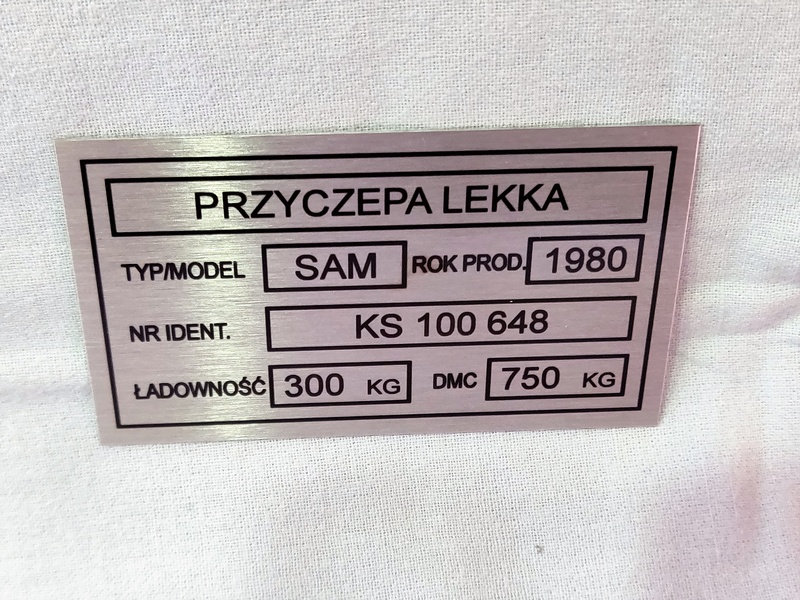 PRZYCZEPA LEKKA
TYP/MODEL SAM ROK PROD. 1980
NR IDENT. KS 100 648
ŁADOWNOŚĆ 300 KG DMC 750 KG